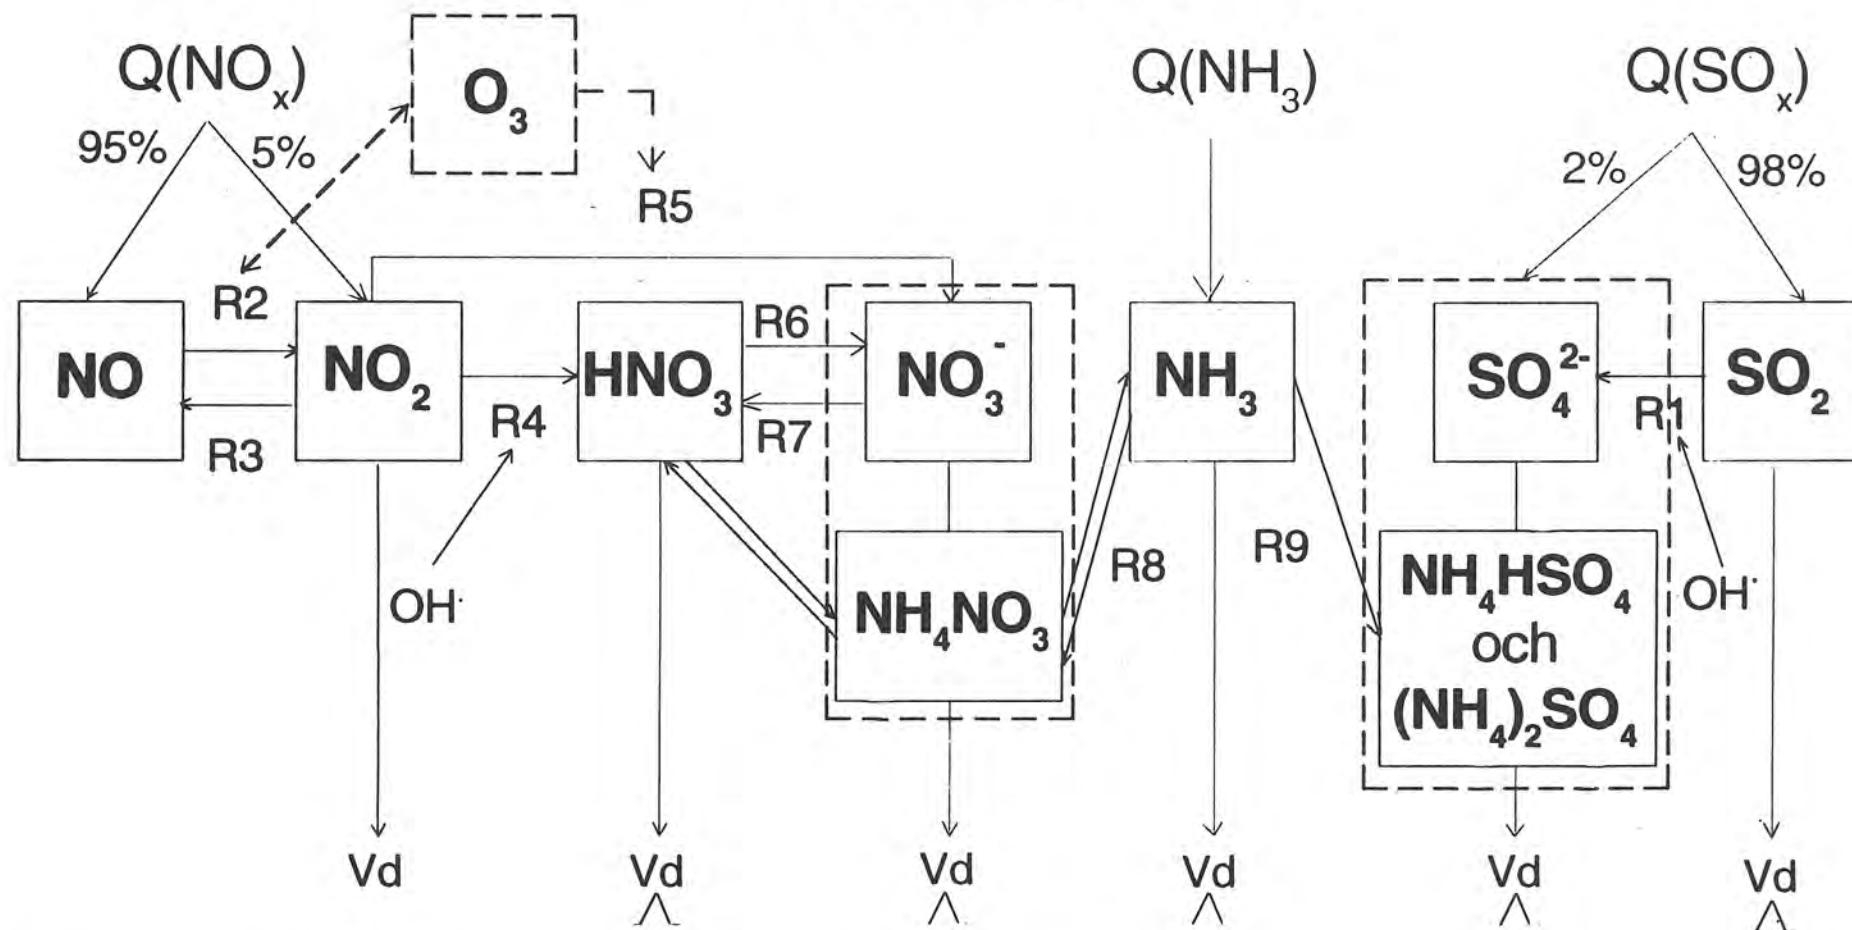 Q(NOₓ)
O₃
Q(NH₃)
Q(SOₓ)
95%
5%
2%
98%
R5
R2
R6
NO
NO₂
HNO₃
NO₃⁻
NH₃
SO₄²⁻
SO₂
R3
R4
R7
R1
R8
R9
OH·
NH₄NO₃
NH₄HSO₄
och
(NH₄)₂SO₄
OH·
Vd
Vd
Vd
Vd
Vd
Vd